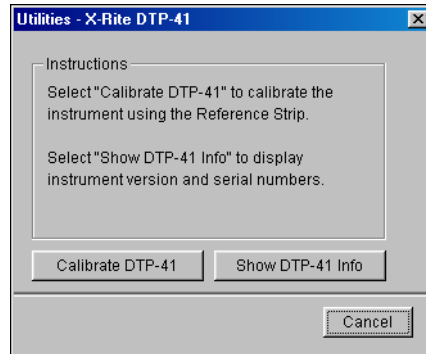 Utilities - X-Rite DTP-41
Instructions
Select "Calibrate DTP-41" to calibrate the
instrument using the Reference Strip.
Select "Show DTP-41 Info" to display
instrument version and serial numbers.
Calibrate DTP-41
Show DTP-41 Info
Cancel